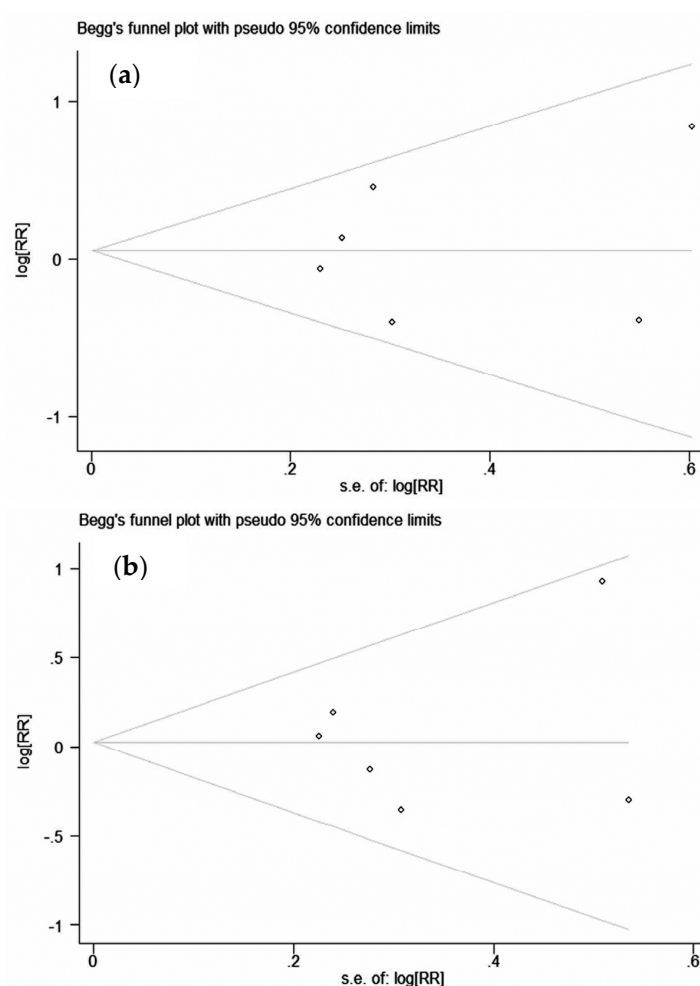 Begg's funnel plot with pseudo 95% confidence limits
(a)
1
0
-1
log[RR]
0
.2
.4
.6
s.e. of: log[RR]
Begg's funnel plot with pseudo 95% confidence limits
(b)
1
.5
0
-.5
-1
log[RR]
0
.2
.4
.6
s.e. of: log[RR]